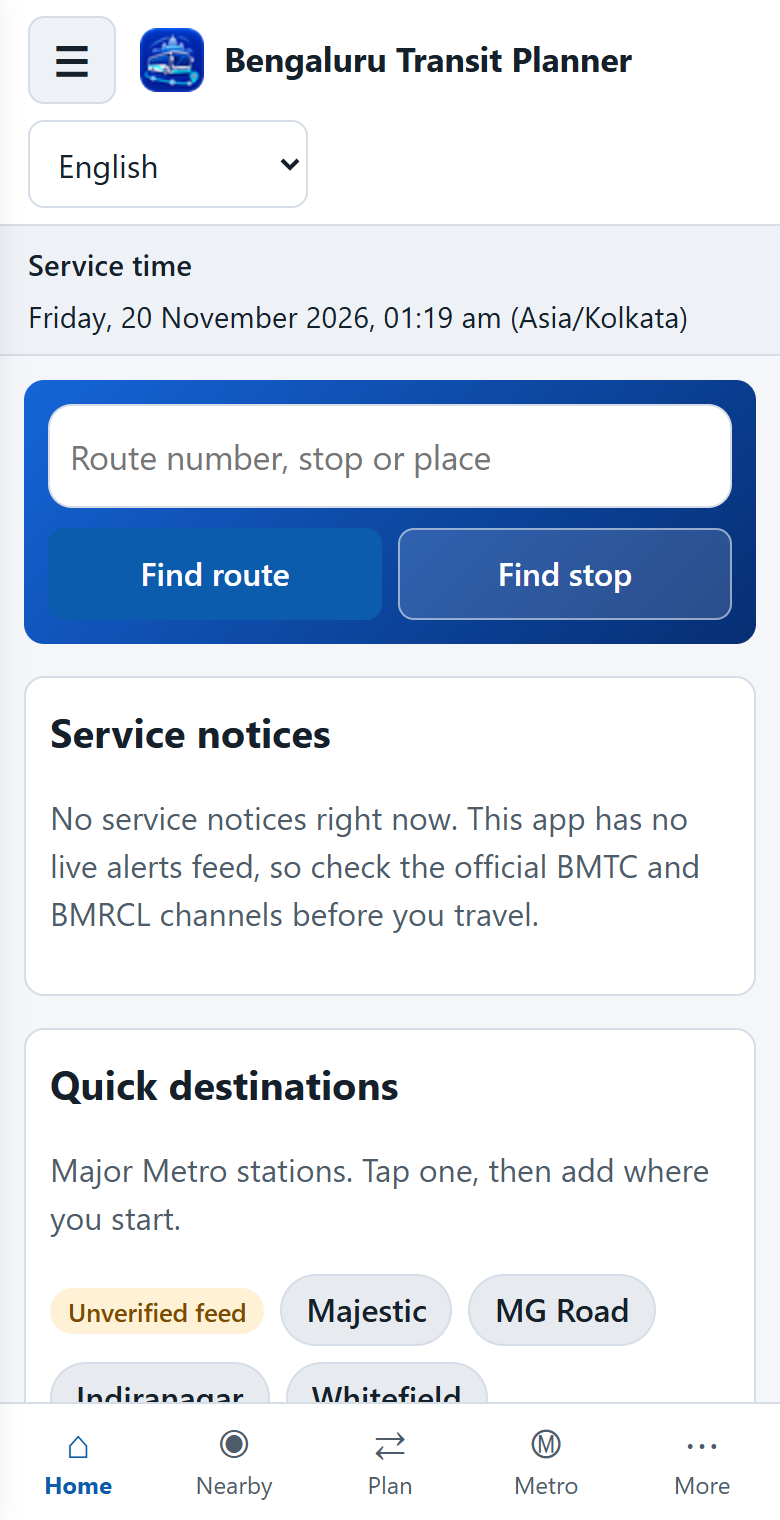 ☰
Bengaluru Transit Planner
English
Service time
Friday, 20 November 2026, 01:19 am (Asia/Kolkata)
Route number, stop or place
Find route
Find stop
Service notices
No service notices right now. This app has no
live alerts feed, so check the official BMTC and
BMRCL channels before you travel.
Quick destinations
Major Metro stations. Tap one, then add where
you start.
Unverified feed
Majestic
MG Road
Indiranagar
Whitefield
Home
Nearby
Plan
Ⓜ
Metro
More